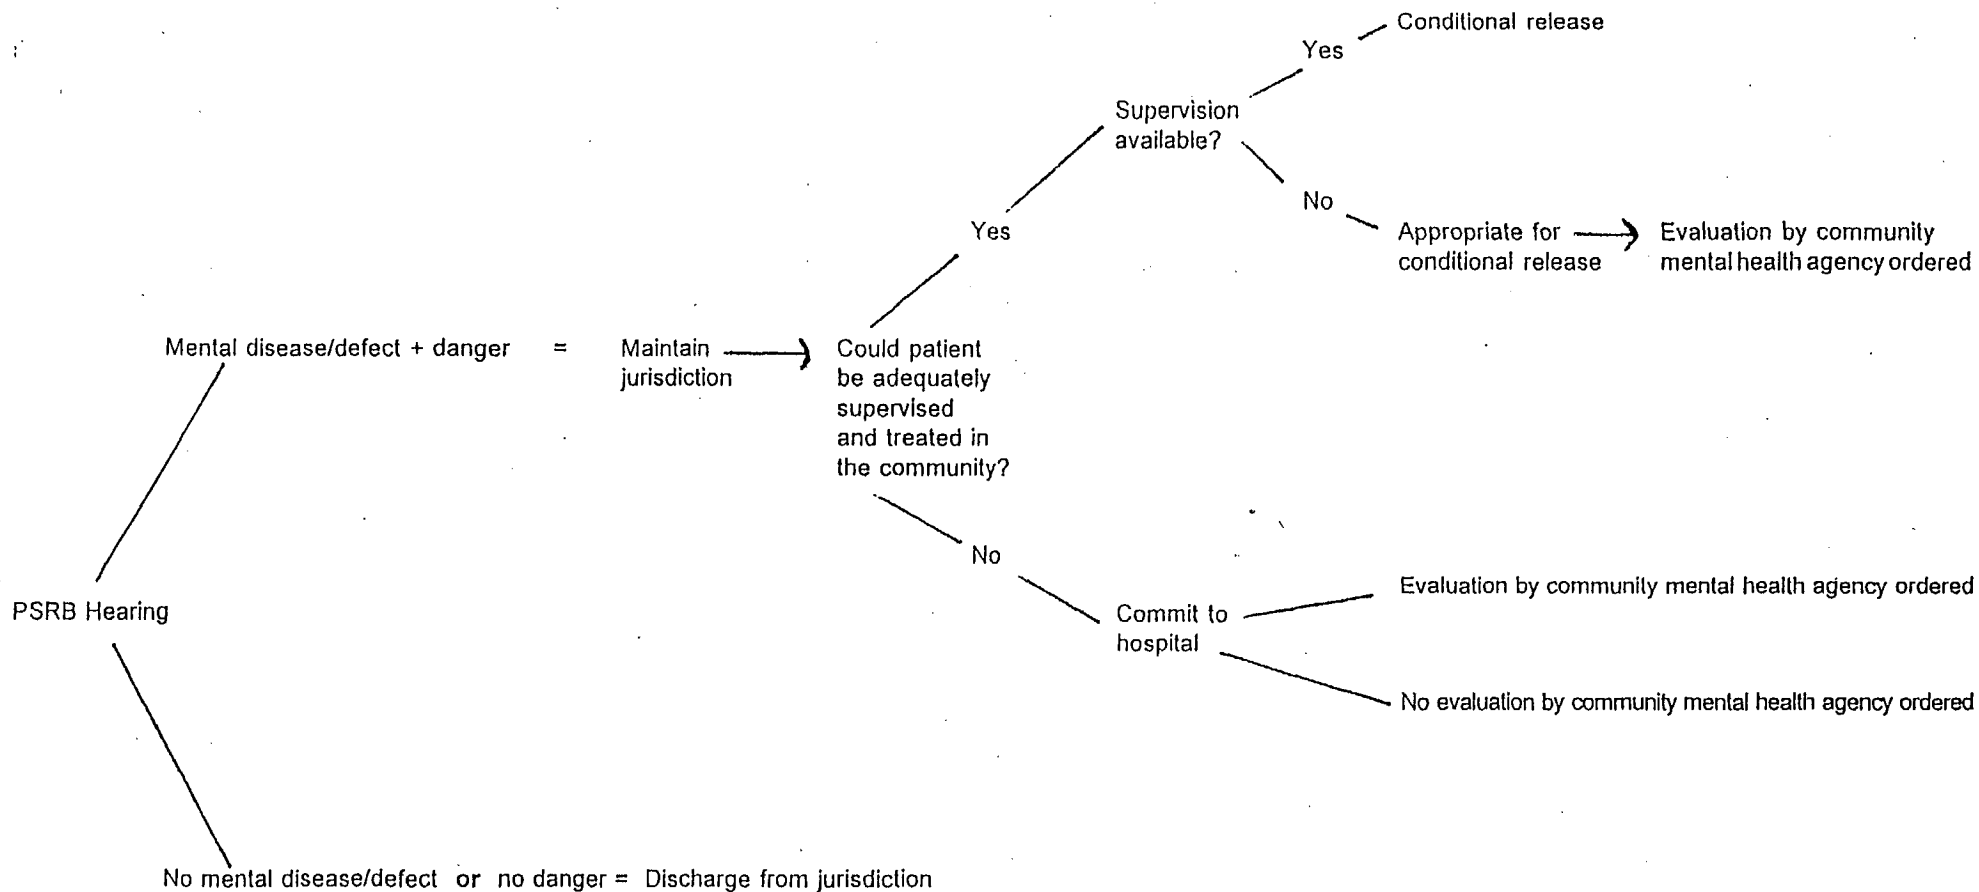 Conditional release
Yes
Supervision
available?
No
Appropriate for
conditional release
Evaluation by community
mental health agency ordered
Yes
Mental disease/defect + danger = Maintain
jurisdiction
Could patient
be adequately
supervised
and treated in
the community?
No
PSRB Hearing
Commit to
hospital
Evaluation by community mental health agency ordered
No evaluation by community mental health agency ordered
No mental disease/defect or no danger = Discharge from jurisdiction